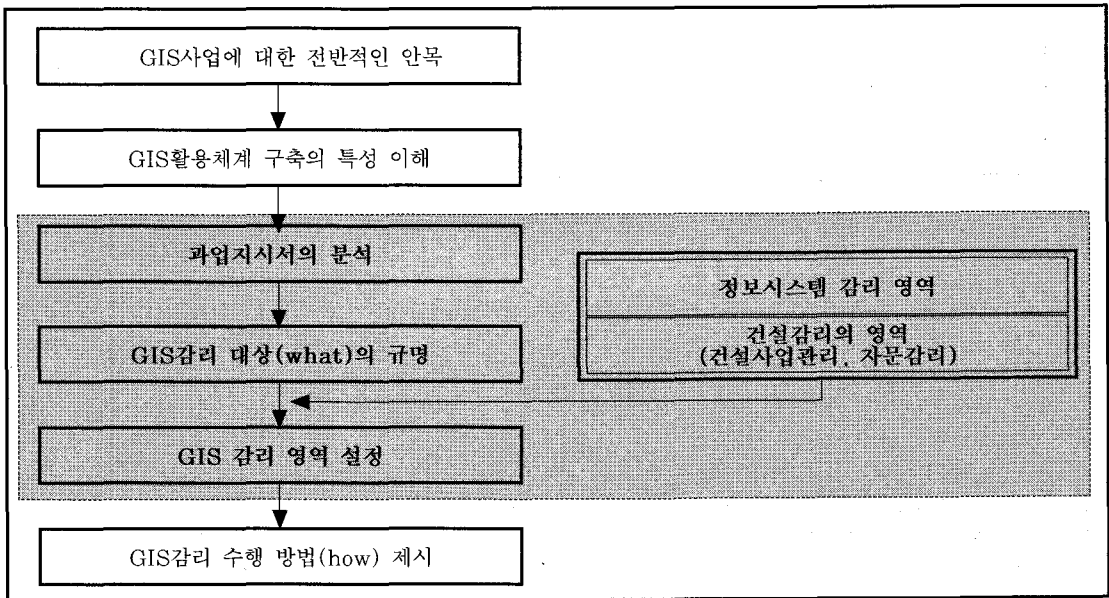 GIS사업에 대한 전반적인 안목
GIS활용체계 구축의 특성 이해
과업지시서의 분석
GIS감리 대상(what)의 규명
정보시스템 감리 영역
건설감리의 영역
(건설사업관리, 자문감리)
GIS 감리 영역 설정
GIS감리 수행 방법(how) 제시